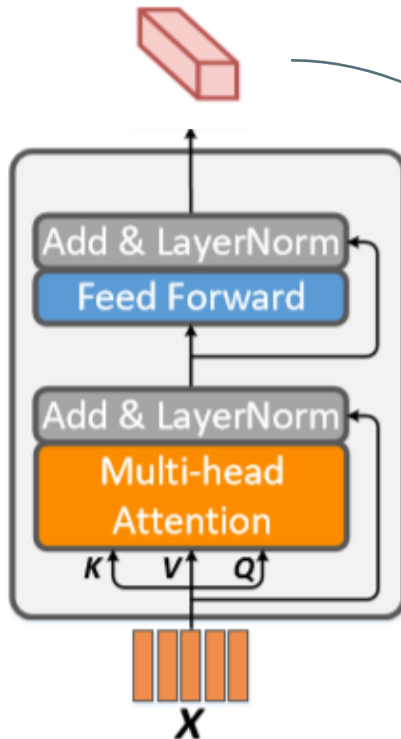 Add & LayerNorm
Feed Forward
Add & LayerNorm
Multi-head
Attention
K V Q
X